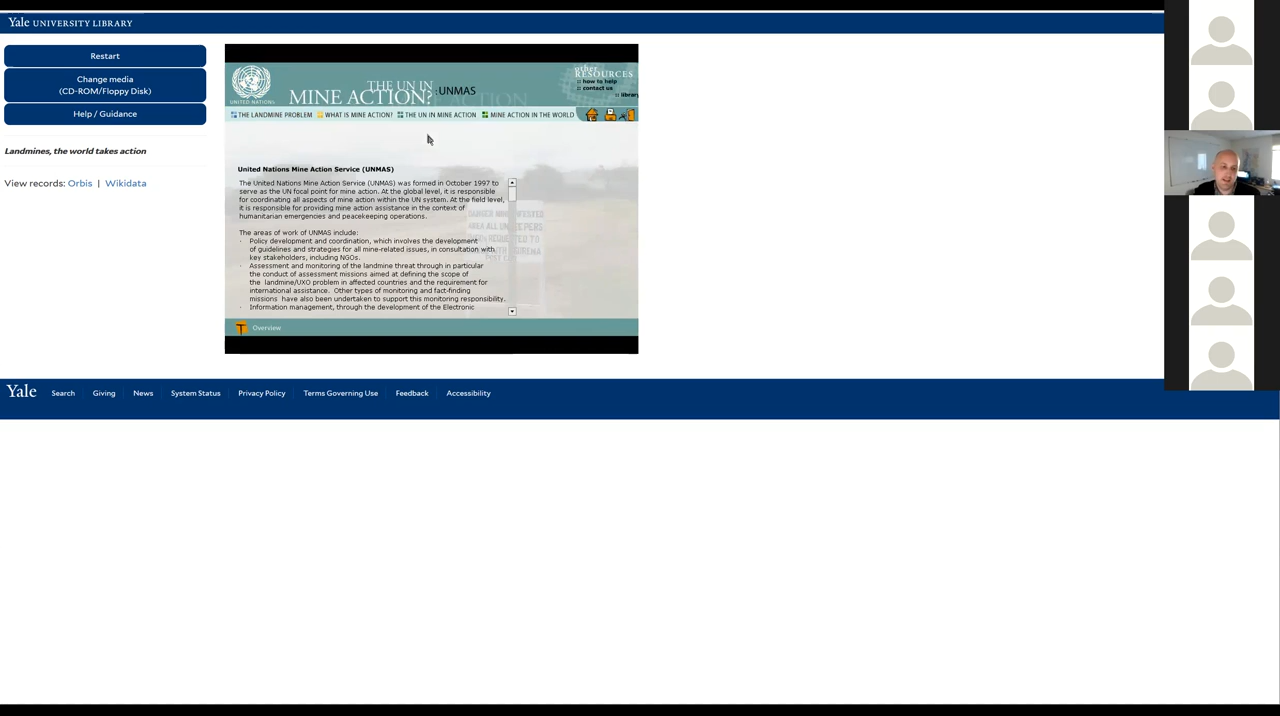 Yale UNIVERSITY LIBRARY
Restart
Change media
(CD-ROM/Floppy Disk)
Help / Guidance
Landmines, the world takes action
View records: Orbis | Wikidata
UNITED NATIONS
THE UN IN
MINE ACTION? :UNMAS
other
RESOURCES
:: how to help
:: contact us
:: library
THE LANDMINE PROBLEM WHAT IS MINE ACTION? THE UN IN MINE ACTION MINE ACTION IN THE WORLD
United Nations Mine Action Service (UNMAS)
The United Nations Mine Action Service (UNMAS) was formed in October 1997 to
serve as the UN focal point for mine action. At the global level, it is responsible
for coordinating all aspects of mine action within the UN system. At the field level,
it is responsible for providing mine action assistance in the context of
humanitarian emergencies and peacekeeping operations.
The areas of work of UNMAS include:
· Policy development and coordination, which involves the development
of guidelines and strategies for all mine-related issues, in consultation with
key stakeholders, including NGOs.
· Assessment and monitoring of the landmine threat through in particular
the conduct of assessment missions aimed at defining the scope of
the landmine/UXO problem in affected countries and the requirement for
international assistance. Other types of monitoring and fact-finding
missions have also been undertaken to support this monitoring responsibility.
· Information management, through the development of the Electronic
Overview
Yale Search Giving News System Status Privacy Policy Terms Governing Use Feedback Accessibility